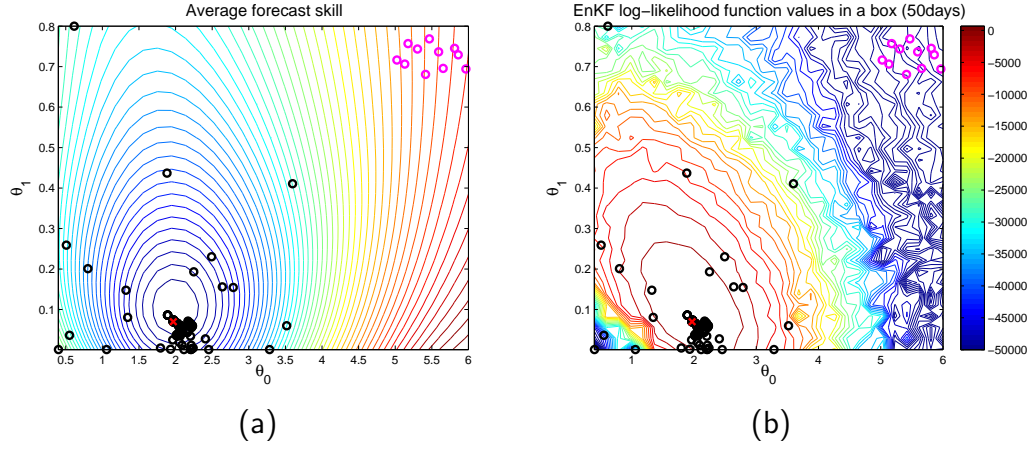 Average forecast skill
0.8
0.7
0.6
0.5
0.4
0.3
0.2
0.1
θ1
0.5 1 1.5 2 2.5 3 3.5 4 4.5 5 5.5 6
θ0
(a)
EnKF log−likelihood function values in a box (50days)
0.8
0.7
0.6
0.5
0.4
0.3
0.2
0.1
θ1
1 2 3 4 5 6
θ0
0
−5000
−10000
−15000
−20000
−25000
−30000
−35000
−40000
−45000
−50000
(b)